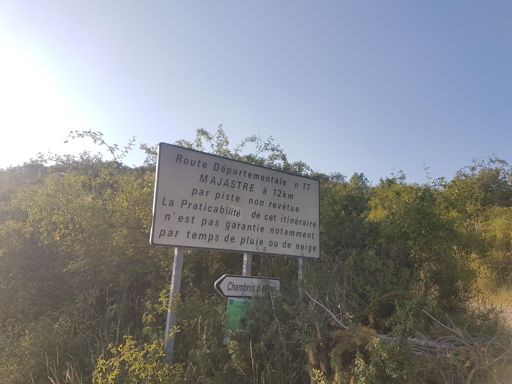 Route Départementale n 17
MAJASTRE à 12km
par piste non revêtue
La Praticabilité de cet itinéraire
n'est pas garantie notamment
par temps de pluie ou de neige
Chambres